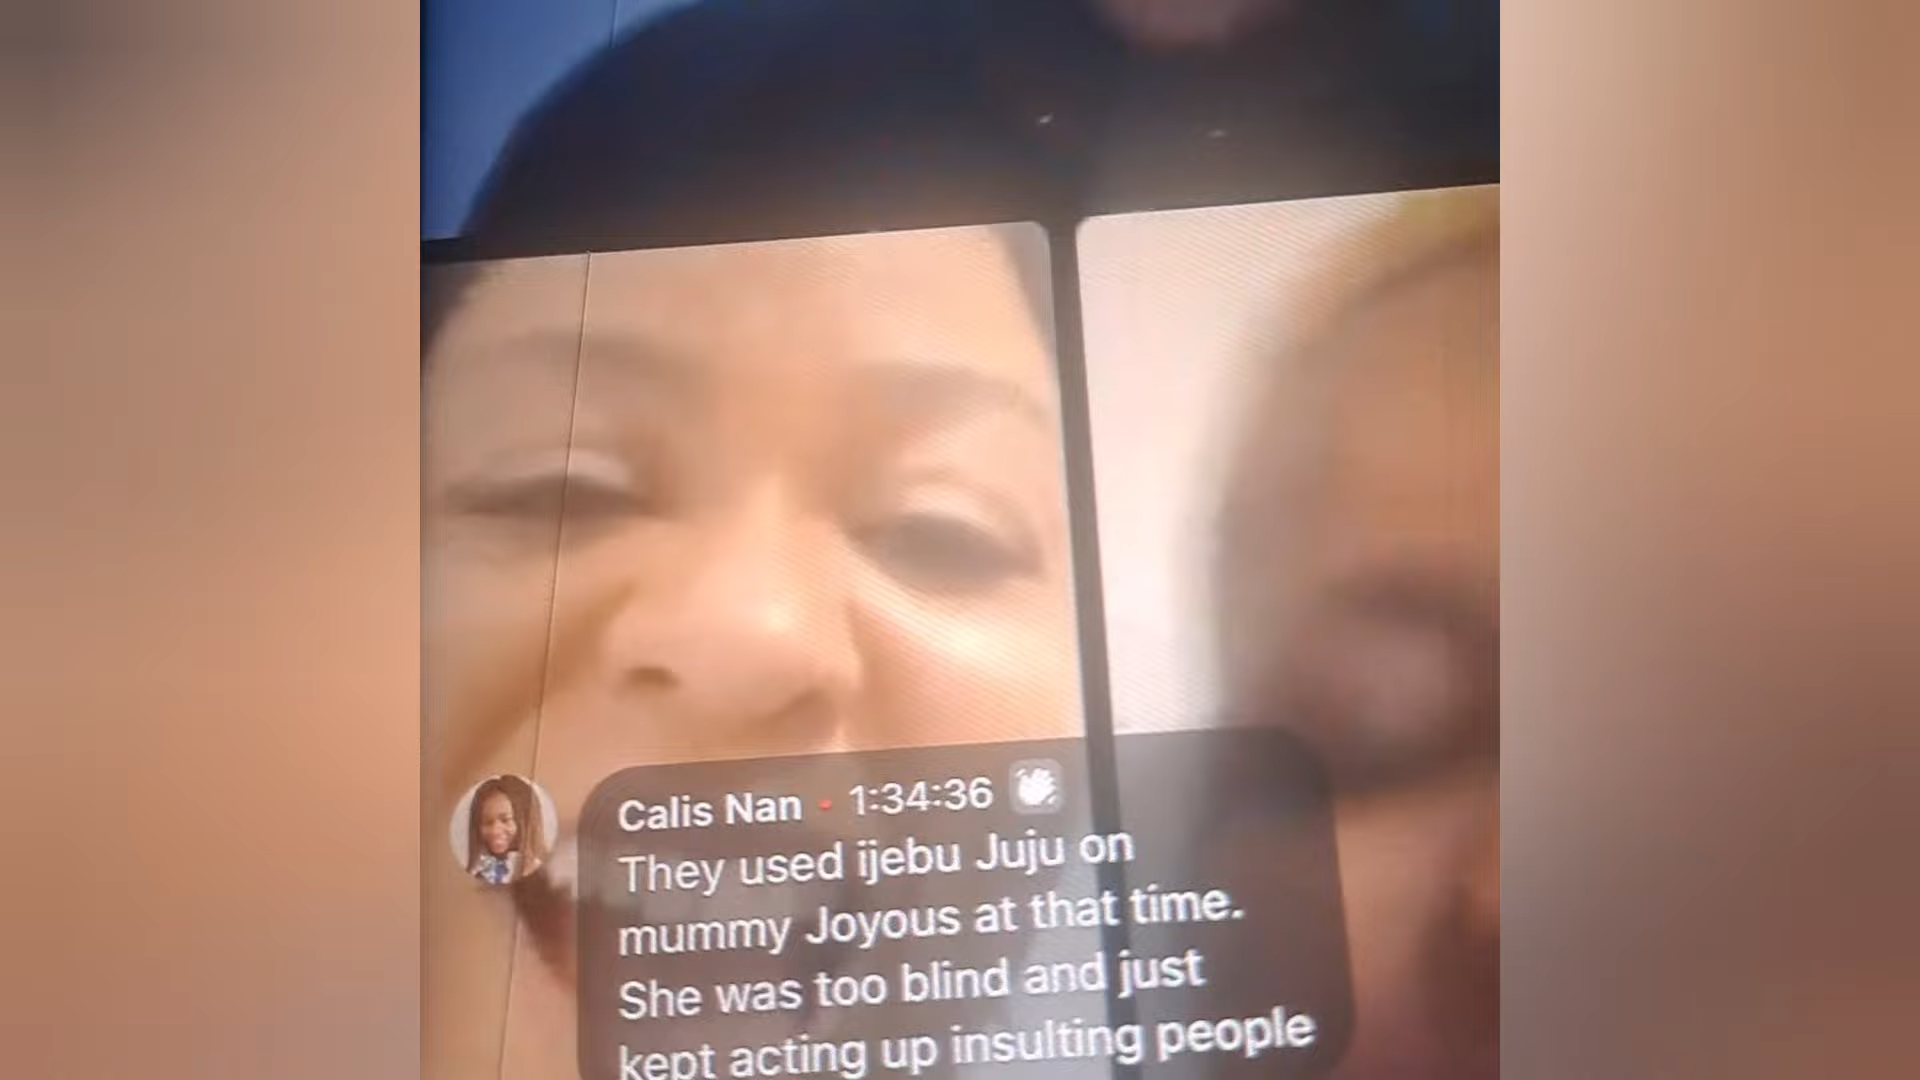 Calis Nan • 1:34:36
They used ijebu Juju on
mummy Joyous at that time.
She was too blind and just
kept acting up insulting people